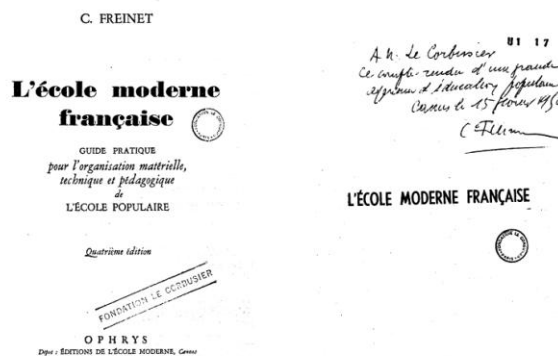 C. FREINET
L'école moderne
française
GUIDE PRATIQUE
pour l'organisation matérielle,
technique et pédagogique
de
L'ÉCOLE POPULAIRE
Quatrième édition
FONDATION LE CORBUSIER
OPHRYS
Dépôt : ÉDITIONS DE L'ÉCOLE MODERNE, Cannes
81 17
A M. Le Corbusier
ce compte-rendu d'une grande
d'éducation populaire
Cannes le 15 février
C Freinet
L'ÉCOLE MODERNE FRANÇAISE